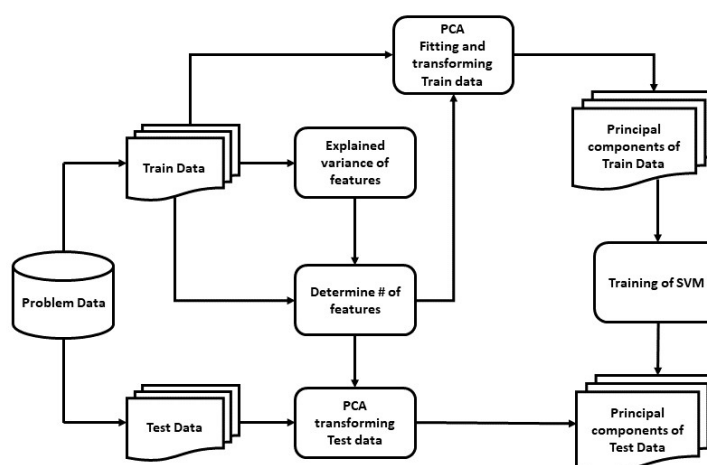 PCA
Fitting and
transforming
Train data
Train Data
Explained
variance of
features
Principal
components of
Train Data
Problem Data
Determine # of
features
Training of SVM
Test Data
PCA
transforming
Test data
Principal
components of
Test Data